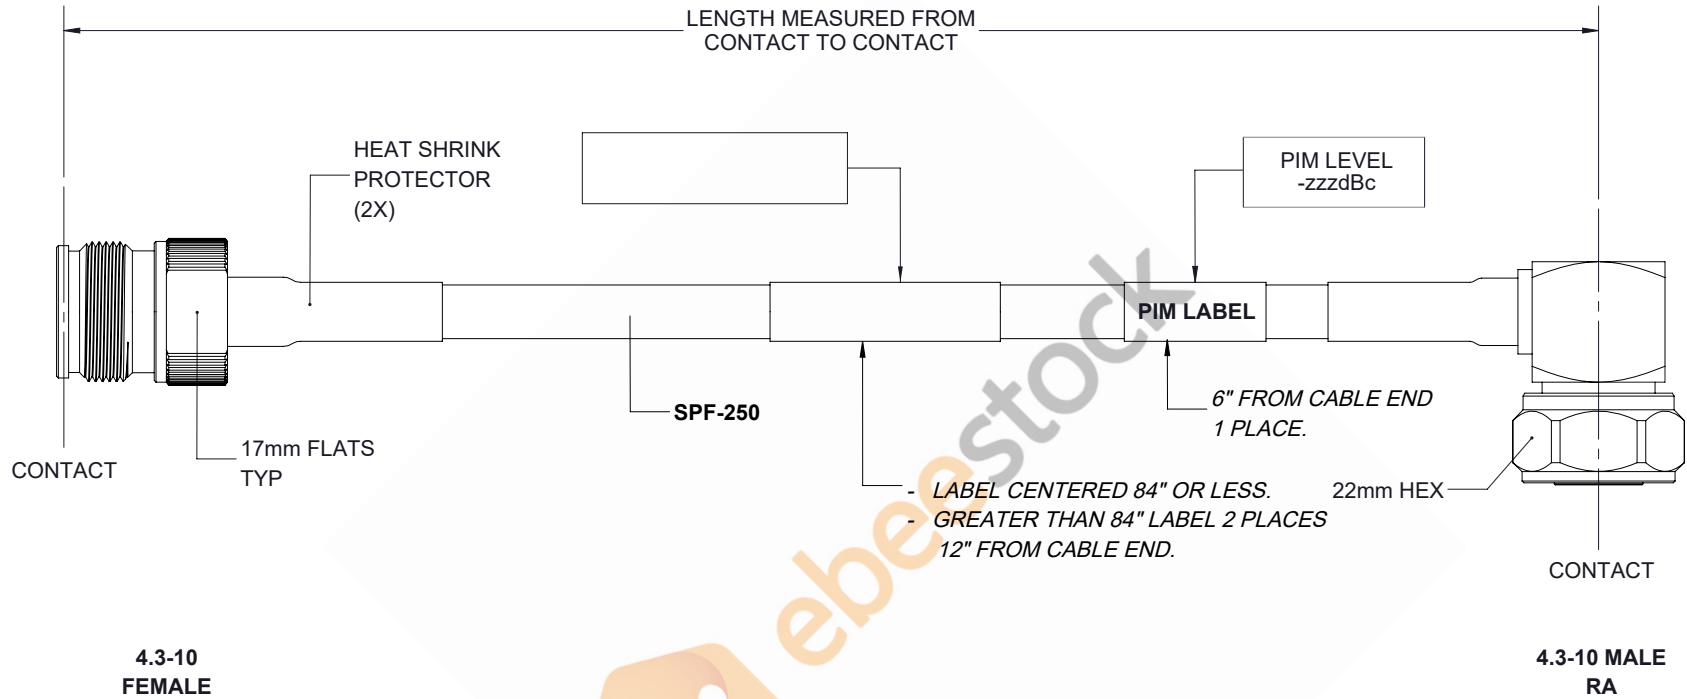 LENGTH MEASURED FROM
CONTACT TO CONTACT
HEAT SHRINK
PROTECTOR
(2X)
PIM LEVEL
-zzzdBc
PIM LABEL
SPF-250
6" FROM CABLE END
1 PLACE.
17mm FLATS
TYP
CONTACT
- LABEL CENTERED 84" OR LESS.
- GREATER THAN 84" LABEL 2 PLACES
12" FROM CABLE END.
22mm HEX
CONTACT
4.3-10
FEMALE
4.3-10 MALE
RA
ebeestock